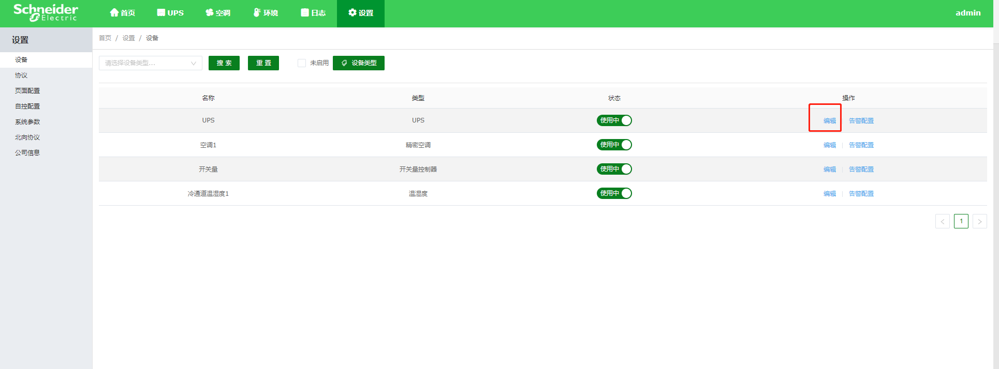 Schneider
Electric
首页 UPS 空调 环境 日志 设置 admin
设置
设备
协议
页面配置
自控配置
系统参数
北向协议
公司信息
首页 / 设置 / 设备
请选择设备类型... 搜 索 重 置 未启用 设备类型
名称 类型 状态 操作
UPS UPS 使用中 编辑 告警配置
空调1 精密空调 使用中 编辑 告警配置
开关量 开关量控制器 使用中 编辑 告警配置
冷通道温湿度1 温湿度 使用中 编辑 告警配置
< 1 >